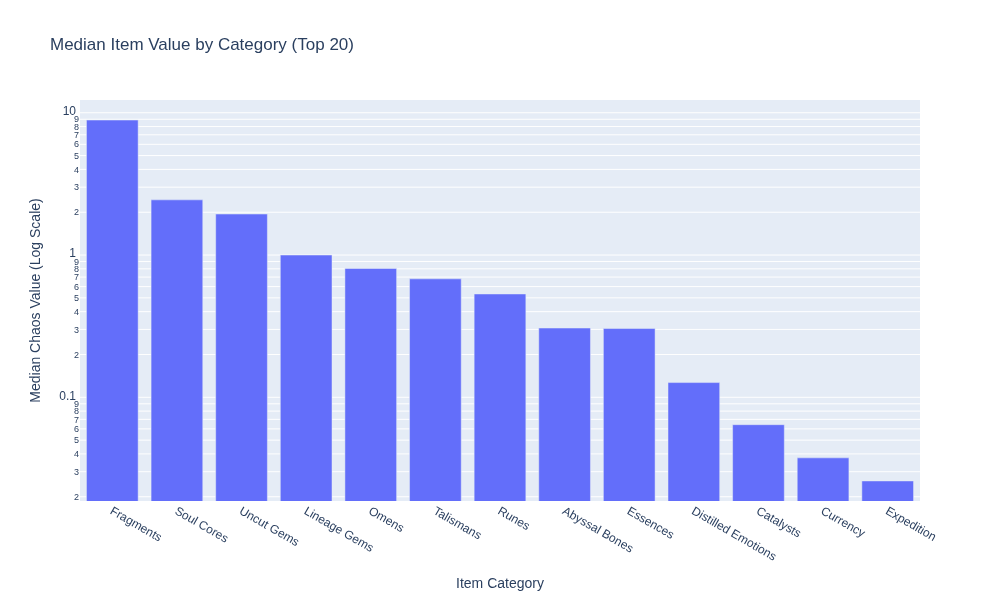 Median Item Value by Category (Top 20)
Median Chaos Value (Log Scale)
10
9
8
7
6
5
4
3
2
1
9
8
7
6
5
4
3
2
0.1
9
8
7
6
5
4
3
2
Fragments
Soul Cores
Uncut Gems
Lineage Gems
Omens
Talismans
Runes
Abyssal Bones
Essences
Distilled Emotions
Catalysts
Currency
Expedition
Item Category